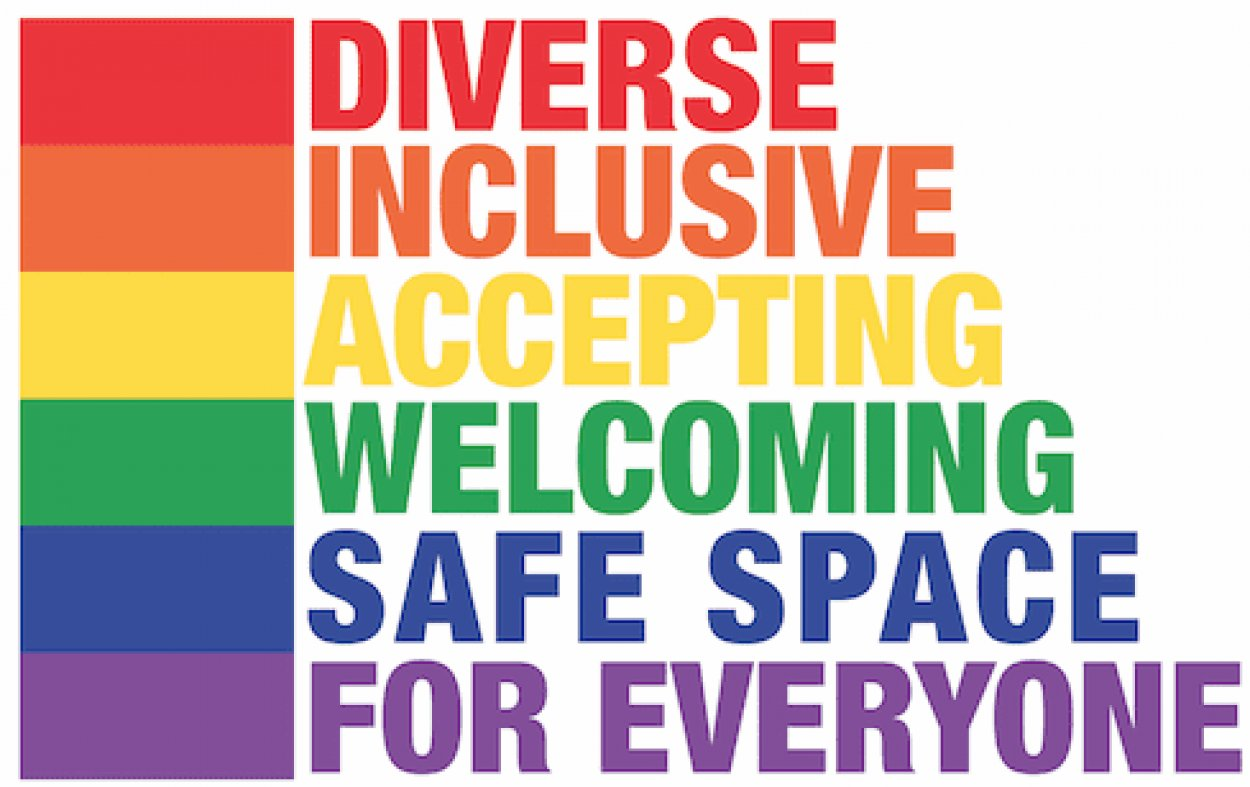 DIVERSE
INCLUSIVE
ACCEPTING
WELCOMING
SAFE SPACE
FOR EVERYONE